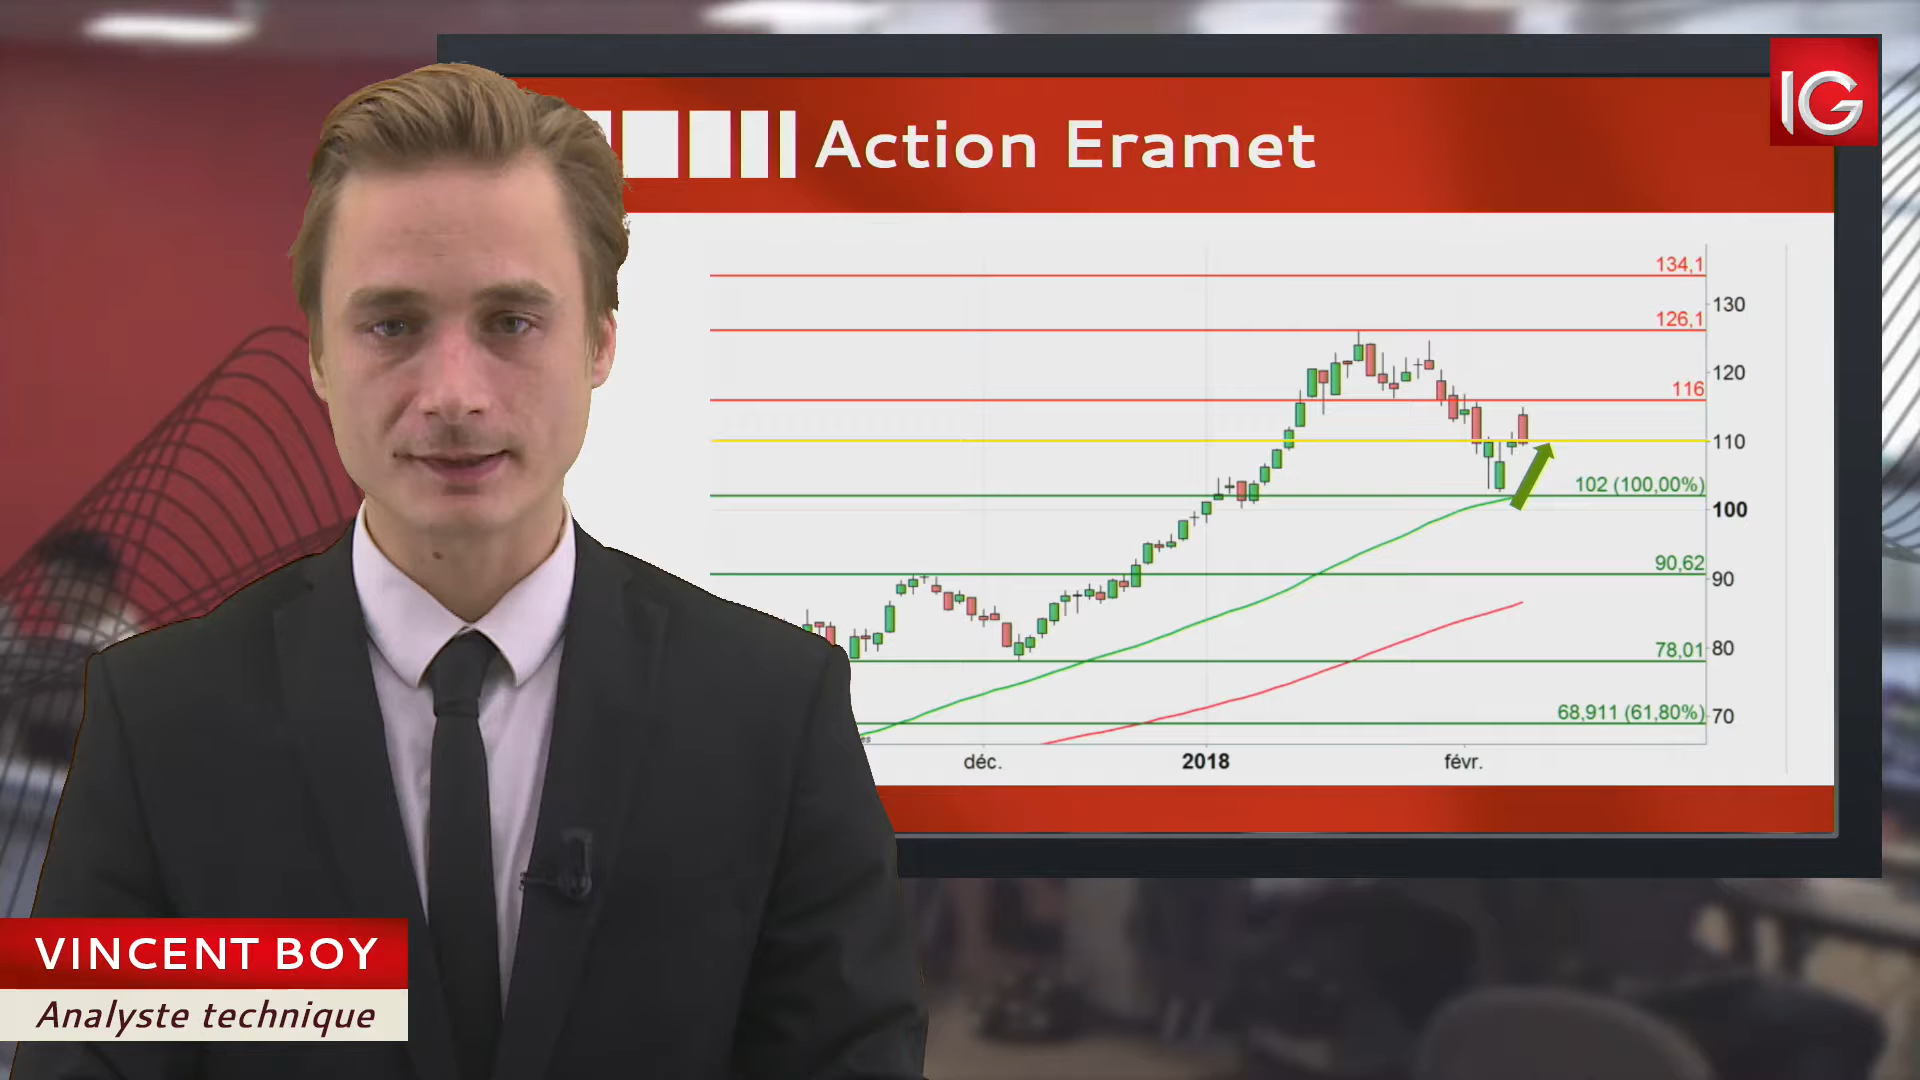 IG
Action Eramet
134,1
130
126,1
120
116
110
102 (100,00%)
100
90,62
90
78,01
80
68,911 (61,80%)
70
déc.
2018
févr.
VINCENT BOY
Analyste technique